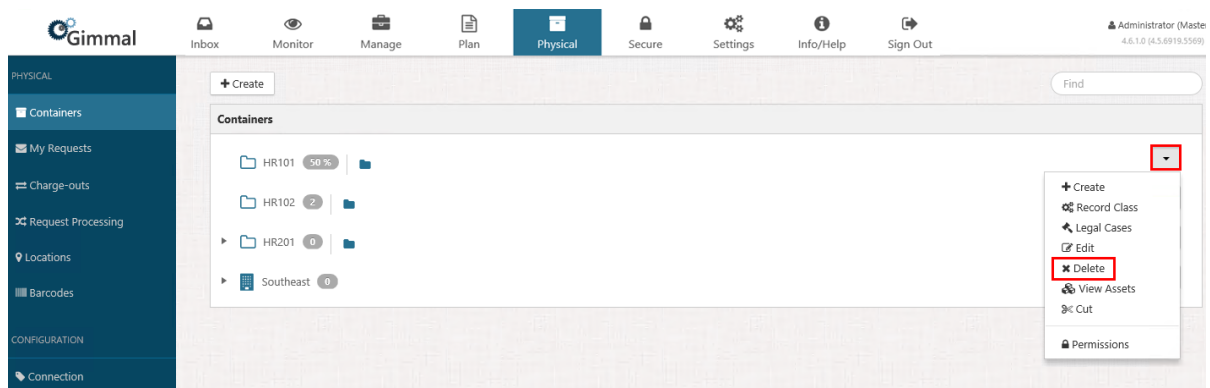 Gimmal
Inbox
Monitor
Manage
Plan
Physical
Secure
Settings
Info/Help
Sign Out
Administrator (Master
4.6.1.0 (4.5.6919.5569)
PHYSICAL
Containers
My Requests
Charge-outs
Request Processing
Locations
Barcodes
CONFIGURATION
Connection
Create
Find
Containers
HR101 50 %
HR102 2
HR201 0
Southeast 0
Create
Record Class
Legal Cases
Edit
Delete
View Assets
Cut
Permissions